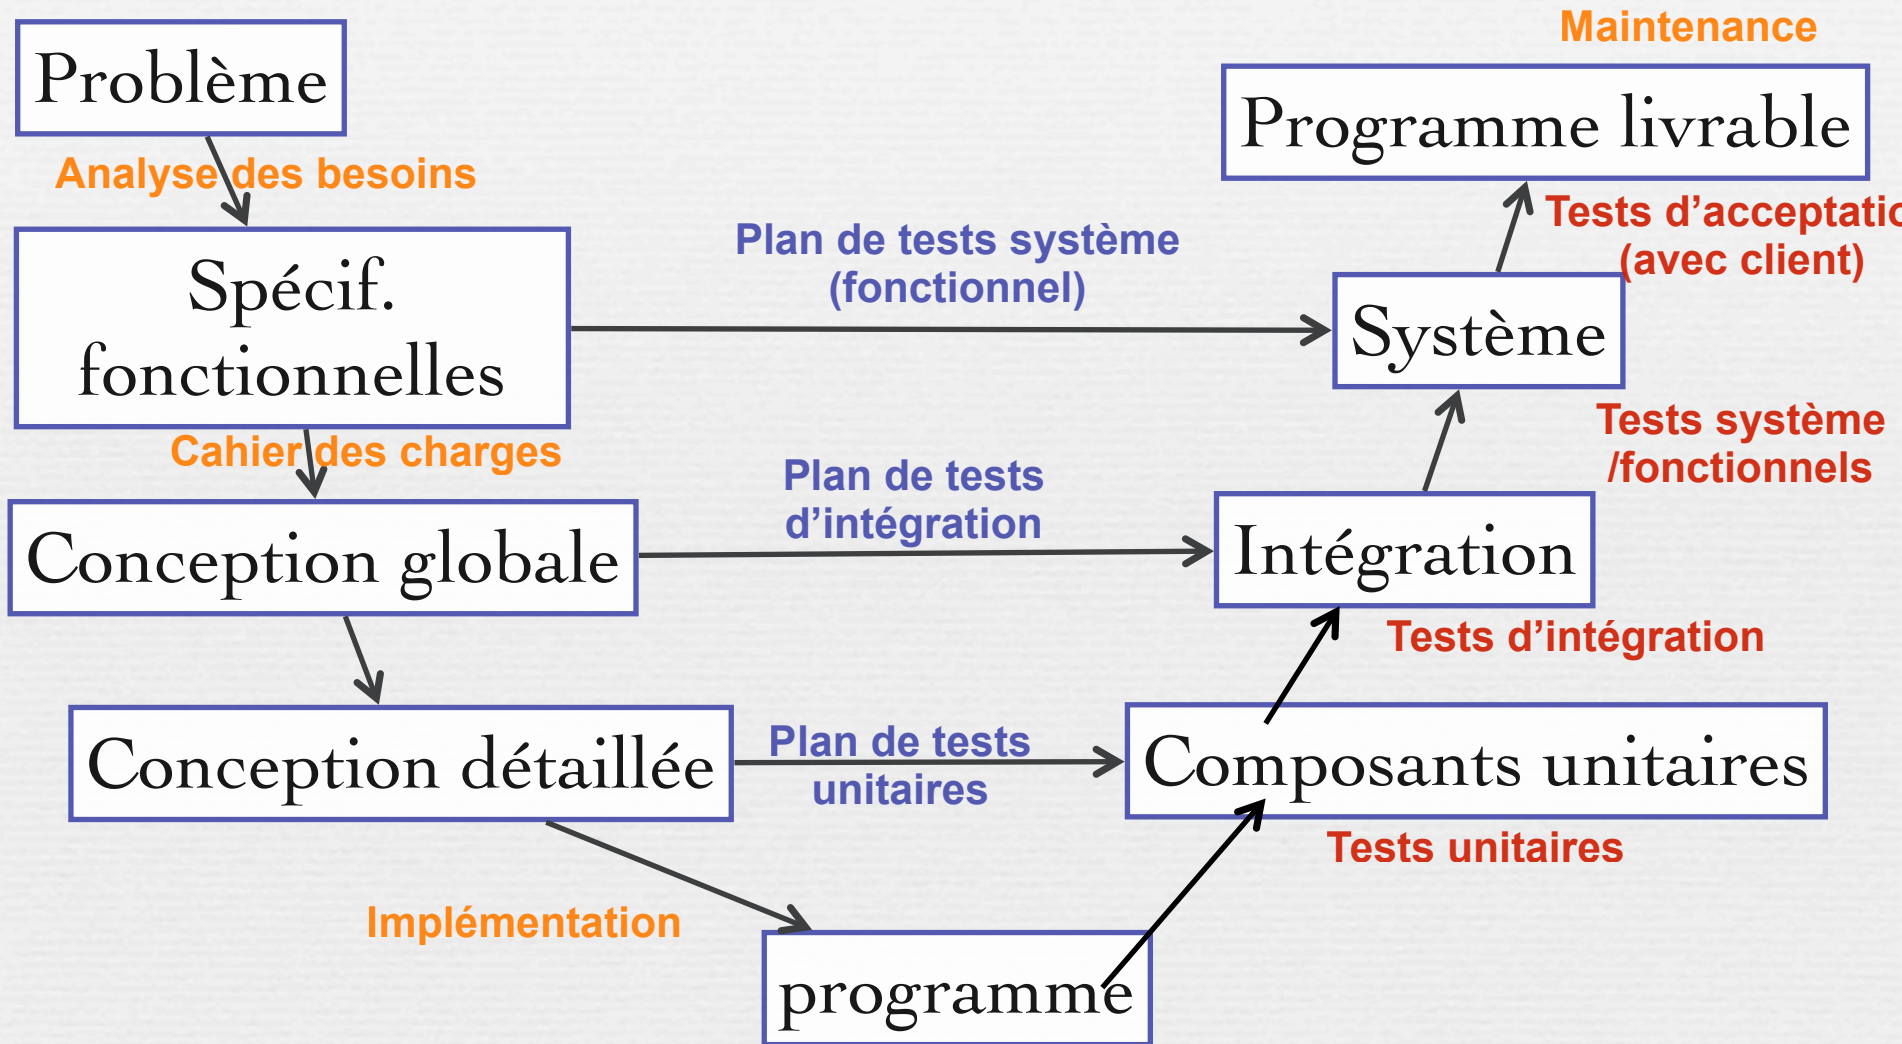 Maintenance
Problème
Programme livrable
Analyse des besoins
Tests d’acceptatio
(avec client)
Plan de tests système
(fonctionnel)
Spécif.
fonctionnelles
Système
Cahier des charges
Tests système
/fonctionnels
Plan de tests
d’intégration
Conception globale
Intégration
Tests d’intégration
Conception détaillée
Plan de tests
unitaires
Composants unitaires
Tests unitaires
Implémentation
programme